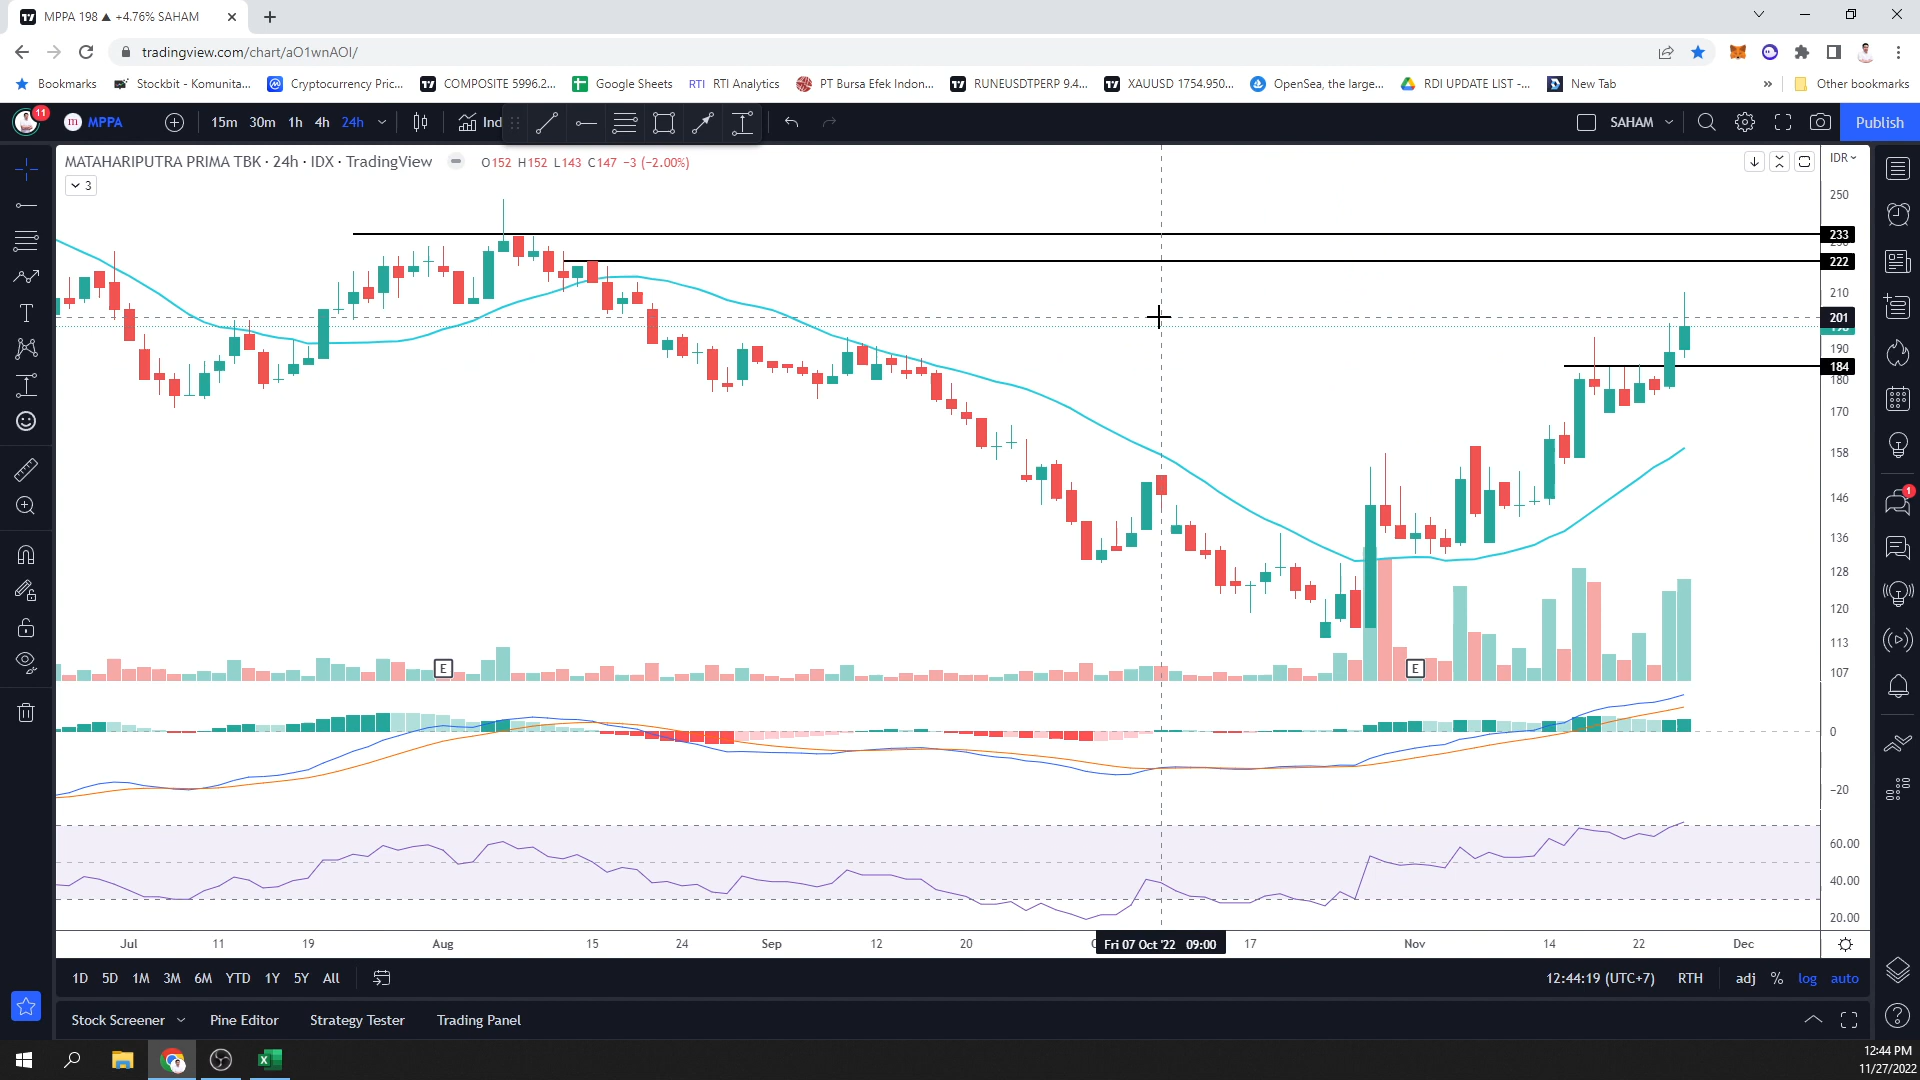 MPPA 198 ▲ +4.76% SAHAM
tradingview.com/chart/aO1wnAOI/
Bookmarks Stockbit - Komunita... Cryptocurrency Pric... COMPOSITE 5996.2... Google Sheets RTI RTI Analytics PT Bursa Efek Indon... RUNEUSDTPERP 9.4... XAUUSD 1754.950... OpenSea, the large... RDI UPDATE LIST -... New Tab » Other bookmarks
11 m MPPA 15m 30m 1h 4h 24h Ind SAHAM Publish
MATAHARIPUTRA PRIMA TBK · 24h · IDX · TradingView O152 H152 L143 C147 −3 (−2.00%) IDR
3
250
233
222
210
201
190
184
180
170
158
146
136
128
120
113
E E 107
0
−20
60.00
40.00
20.00
Jul 11 19 Aug 15 24 Sep 12 20 Fri 07 Oct '22 09:00 17 Nov 14 22 Dec
1D 5D 1M 3M 6M YTD 1Y 5Y All 12:44:19 (UTC+7) RTH adj % log auto
Stock Screener Pine Editor Strategy Tester Trading Panel
1
12:44 PM
11/27/2022